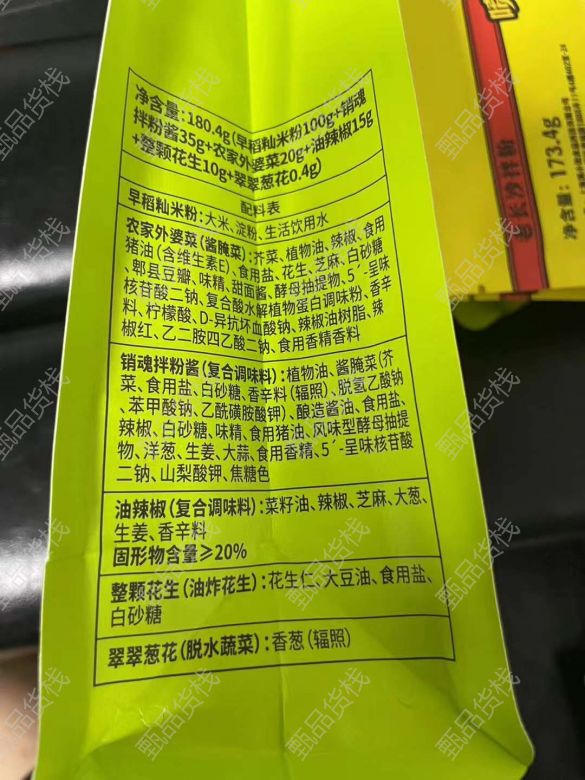 净含量:180.4g(早稻籼米粉100g+销魂
拌粉酱35g+农家外婆菜20g+油辣椒15g
+整颗花生10g+翠翠葱花0.4g)
配料表
早稻籼米粉:大米、淀粉、生活饮用水
农家外婆菜(酱腌菜):芥菜、植物油、辣椒、食用
猪油(含维生素E)、食用盐、花生、芝麻、白砂糖
、郫县豆瓣、味精、甜面酱、酵母抽提物、5′-呈味
核苷酸二钠、复合酸水解植物蛋白调味粉、香辛
料、柠檬酸、D-异抗坏血酸钠、辣椒油树脂、辣
椒红、乙二胺四乙酸二钠、食用香精香料
销魂拌粉酱(复合调味料):植物油、酱腌菜(芥
菜、食用盐、白砂糖、香辛料(辐照)、脱氢乙酸钠
、苯甲酸钠、乙酰磺胺酸钾)、酿造酱油、食用盐、
辣椒、白砂糖、味精、食用猪油、风味型酵母抽提
物、洋葱、生姜、大蒜、食用香精、5′-呈味核苷酸
二钠、山梨酸钾、焦糖色
油辣椒(复合调味料):菜籽油、辣椒、芝麻、大葱、
生姜、香辛料
固形物含量≥20%
整颗花生(油炸花生):花生仁、大豆油、食用盐、
白砂糖
翠翠葱花(脱水蔬菜):香葱(辐照)
老长沙拌粉
净含量:173.4g
甄品货栈